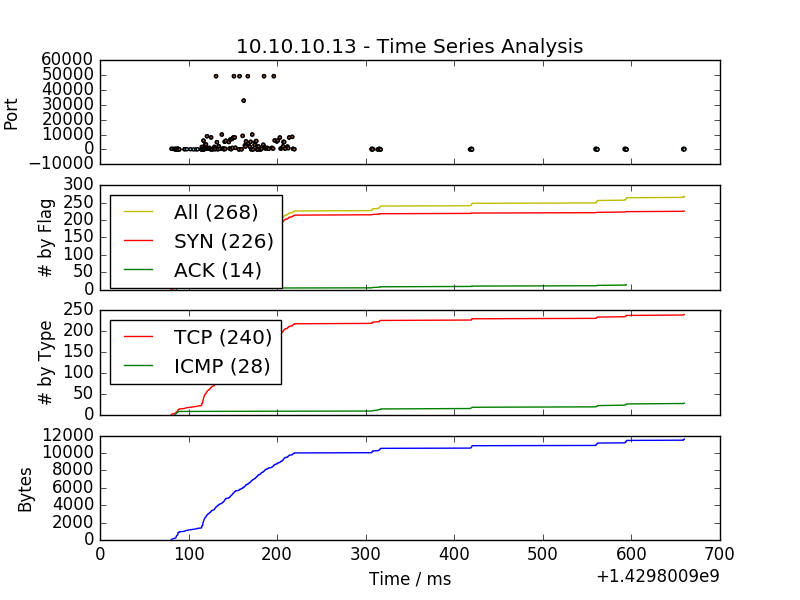 10.10.10.13 - Time Series Analysis
60000
50000
40000
30000
20000
10000
0
−10000
Port
300
250
200
150
100
50
0
# by Flag
All (268)
SYN (226)
ACK (14)
250
200
150
100
50
0
# by Type
TCP (240)
ICMP (28)
12000
10000
8000
6000
4000
2000
0
Bytes
0 100 200 300 400 500 600 700
Time / ms
+1.4298009e9